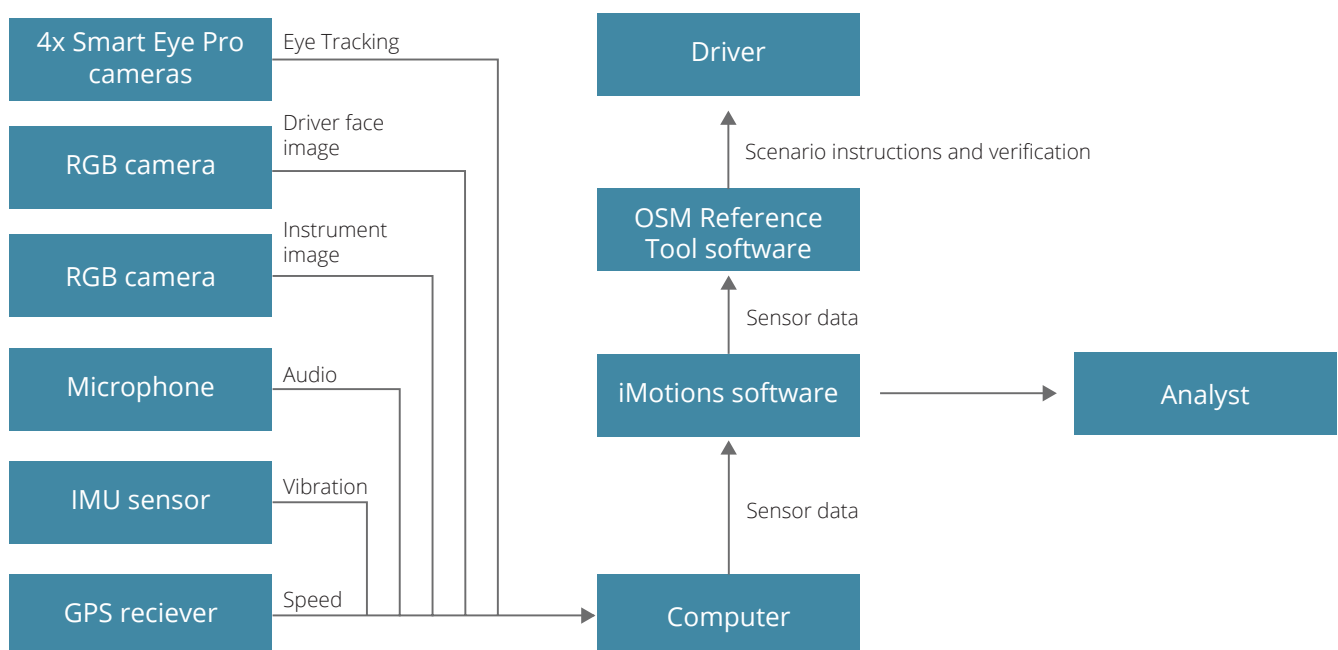 4x Smart Eye Pro
cameras
Eye Tracking
RGB camera
Driver face
image
RGB camera
Instrument
image
Microphone
Audio
IMU sensor
Vibration
GPS reciever
Speed
Driver
Scenario instructions and verification
OSM Reference
Tool software
Sensor data
iMotions software
Analyst
Sensor data
Computer